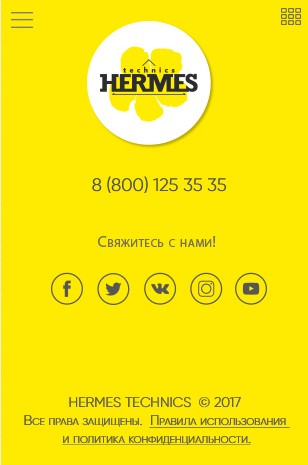 technics
HERMES
8 (800) 125 35 35
Свяжитесь с нами!
HERMES TECHNICS © 2017
Все права защищены. Правила использования
и политика конфиденциальности.